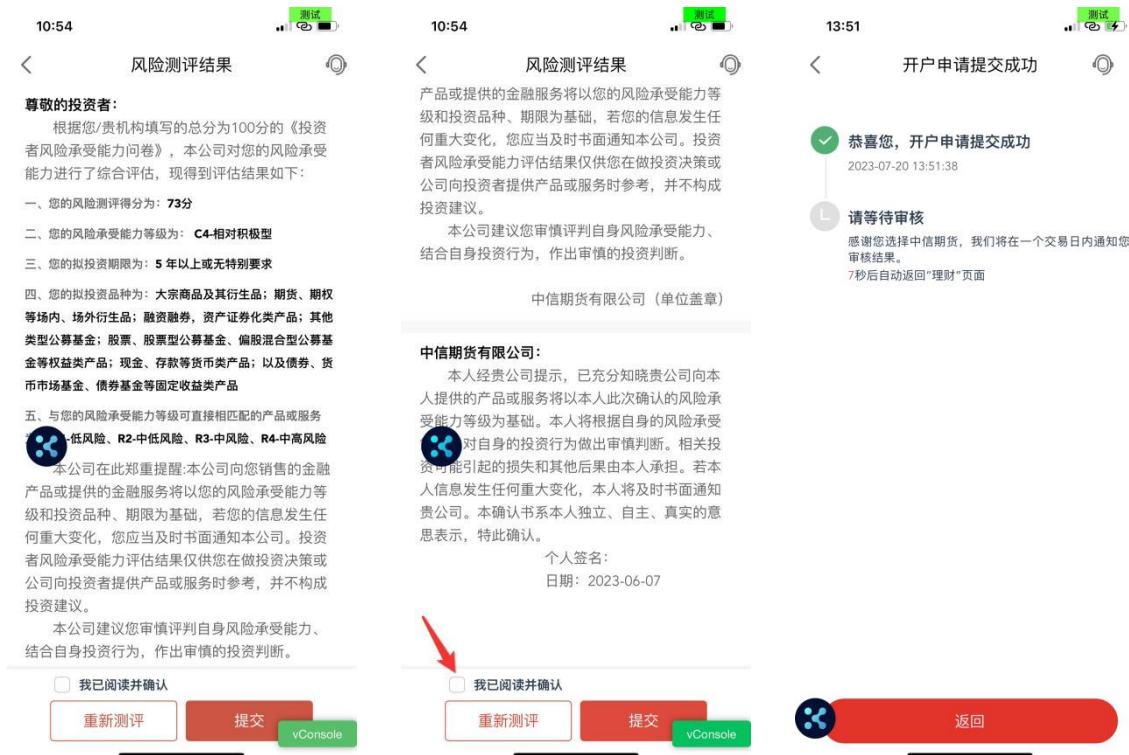 10:54
测试
风险测评结果
尊敬的投资者：
根据您/贵机构填写的总分为100分的《投资
者风险承受能力问卷》，本公司对您的风险承受
能力进行了综合评估，现得到评估结果如下：
一、您的风险测评得分为：73分
二、您的风险承受能力等级为： C4-相对积极型
三、您的拟投资期限为：5 年以上或无特别要求
四、您的拟投资品种为：大宗商品及其衍生品；期货、期权
等场内、场外衍生品；融资融券，资产证券化类产品；其他
类型公募基金；股票、股票型公募基金、偏股混合型公募基
金等权益类产品；现金、存款等货币类产品；以及债券、货
币市场基金、债券基金等固定收益类产品
五、与您的风险承受能力等级可直接相匹配的产品或服务
-低风险、R2-中低风险、R3-中风险、R4-中高风险
本公司在此郑重提醒:本公司向您销售的金融
产品或提供的金融服务将以您的风险承受能力等
级和投资品种、期限为基础，若您的信息发生任
何重大变化，您应当及时书面通知本公司。投资
者风险承受能力评估结果仅供您在做投资决策或
公司向投资者提供产品或服务时参考，并不构成
投资建议。
本公司建议您审慎评判自身风险承受能力、
结合自身投资行为，作出审慎的投资判断。
我已阅读并确认
重新测评
提交
vConsole
10:54
测试
风险测评结果
产品或提供的金融服务将以您的风险承受能力等
级和投资品种、期限为基础，若您的信息发生任
何重大变化，您应当及时书面通知本公司。投资
者风险承受能力评估结果仅供您在做投资决策或
公司向投资者提供产品或服务时参考，并不构成
投资建议。
本公司建议您审慎评判自身风险承受能力、
结合自身投资行为，作出审慎的投资判断。
中信期货有限公司（单位盖章）
中信期货有限公司：
本人经贵公司提示，已充分知晓贵公司向本
人提供的产品或服务将以本人此次确认的风险承
受能力等级为基础。本人将根据自身的风险承受
对自身的投资行为做出审慎判断。相关投
资可能引起的损失和其他后果由本人承担。若本
人信息发生任何重大变化，本人将及时书面通知
贵公司。本确认书系本人独立、自主、真实的意
思表示，特此确认。
个人签名：
日期：2023-06-07
我已阅读并确认
重新测评
提交
vConsole
13:51
测试
开户申请提交成功
恭喜您，开户申请提交成功
2023-07-20 13:51:38
请等待审核
感谢您选择中信期货，我们将在一个交易日内通知您
审核结果。
7秒后自动返回“理财”页面
返回